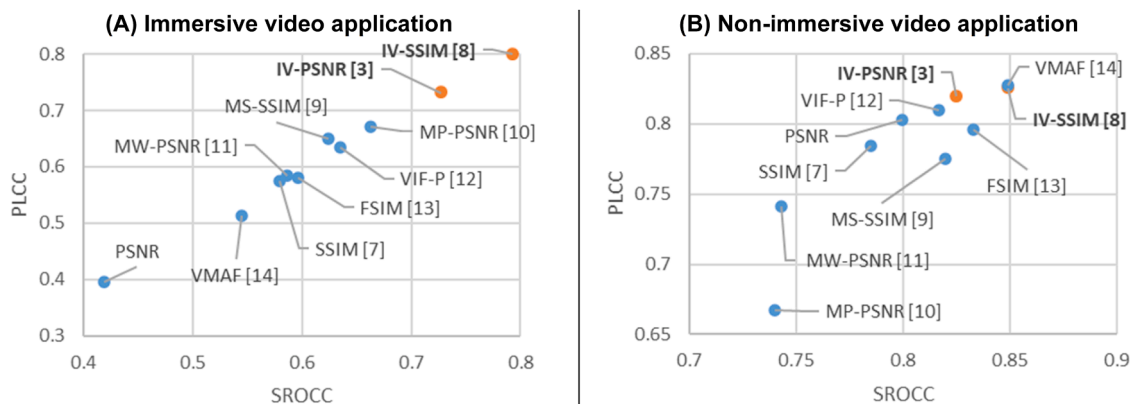 (A) Immersive video application
PLCC
0.8
0.7
0.6
0.5
0.4
0.3
0.4
0.5
0.6
0.7
0.8
SROCC
IV-SSIM [8]
IV-PSNR [3]
MS-SSIM [9]
MP-PSNR [10]
MW-PSNR [11]
VIF-P [12]
FSIM [13]
SSIM [7]
VMAF [14]
PSNR
(B) Non-immersive video application
PLCC
0.85
0.8
0.75
0.7
0.65
0.7
0.75
0.8
0.85
0.9
SROCC
IV-PSNR [3]
VMAF [14]
VIF-P [12]
IV-SSIM [8]
PSNR
SSIM [7]
FSIM [13]
MS-SSIM [9]
MW-PSNR [11]
MP-PSNR [10]